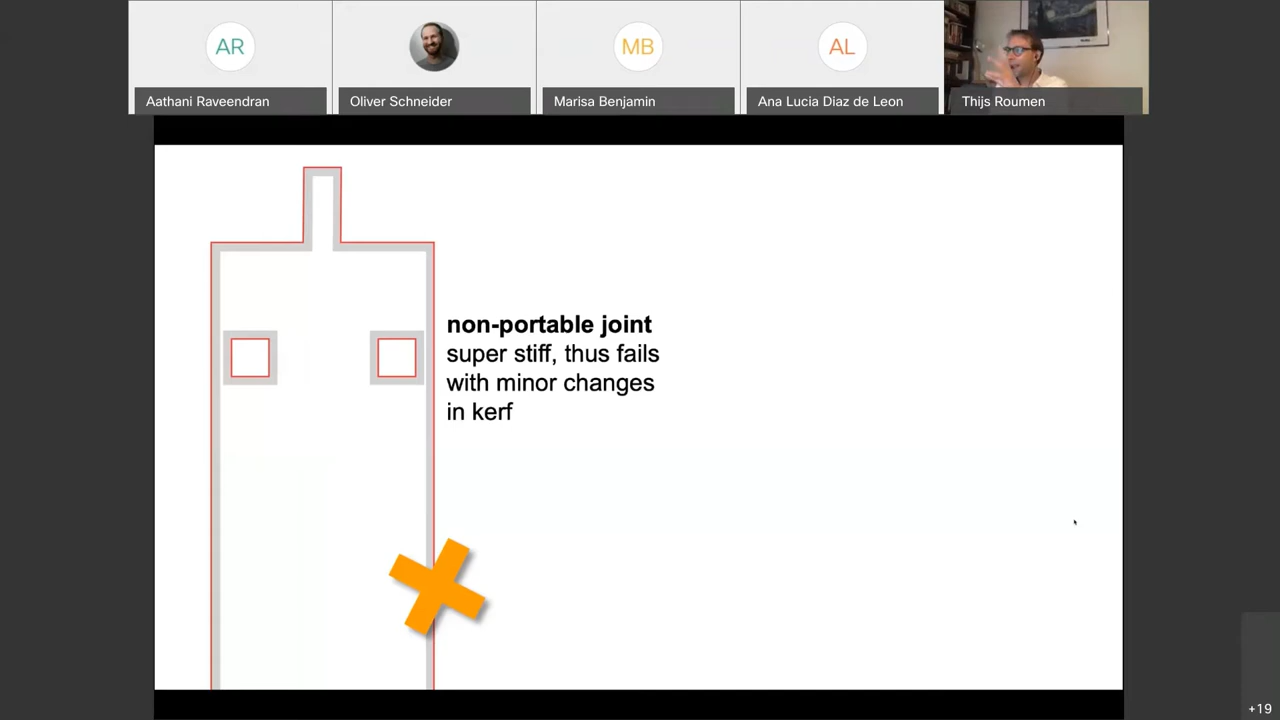 AR
MB
AL
Aathani Raveendran
Oliver Schneider
Marisa Benjamin
Ana Lucia Diaz de Leon
Thijs Roumen
non-portable joint
super stiff, thus fails
with minor changes
in kerf
+19